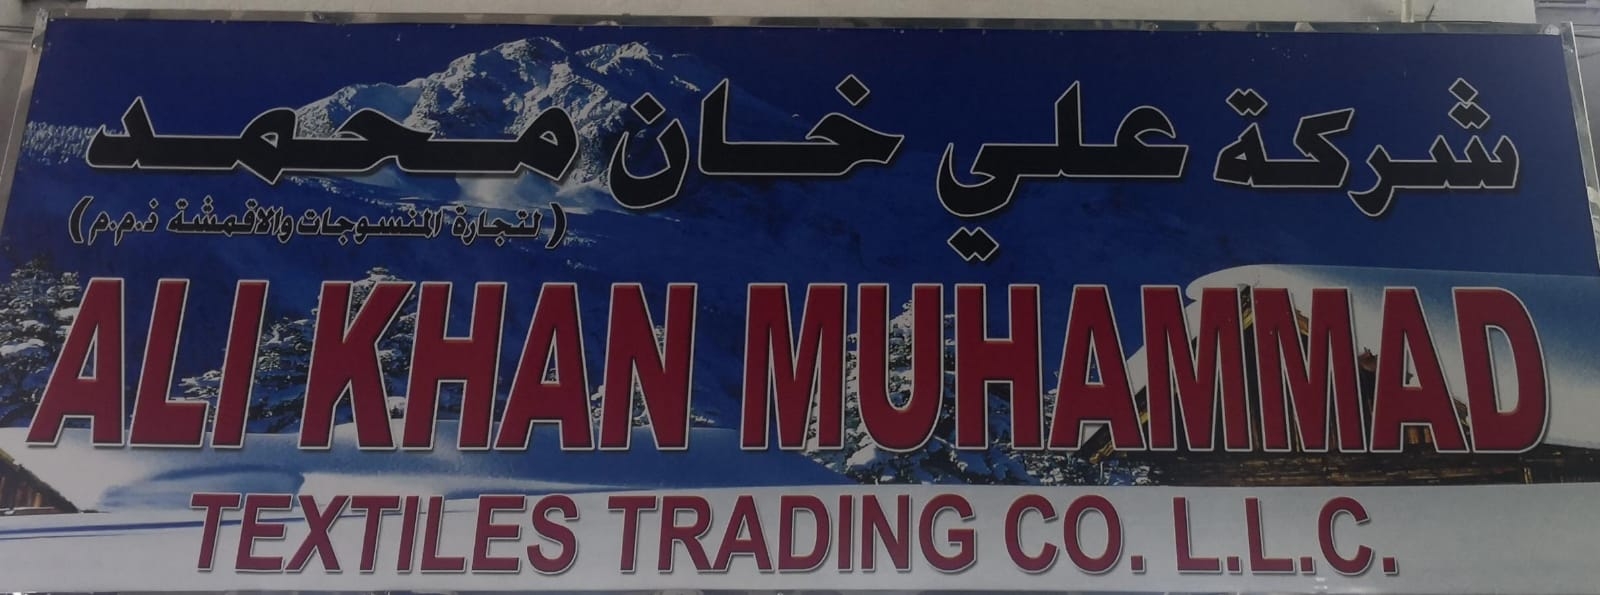 شركة علي خان محمد
(لتجارة المنسوجات والاقمشة ذ.م.م)
ALI KHAN MUHAMMAD
TEXTILES TRADING CO. L.L.C.